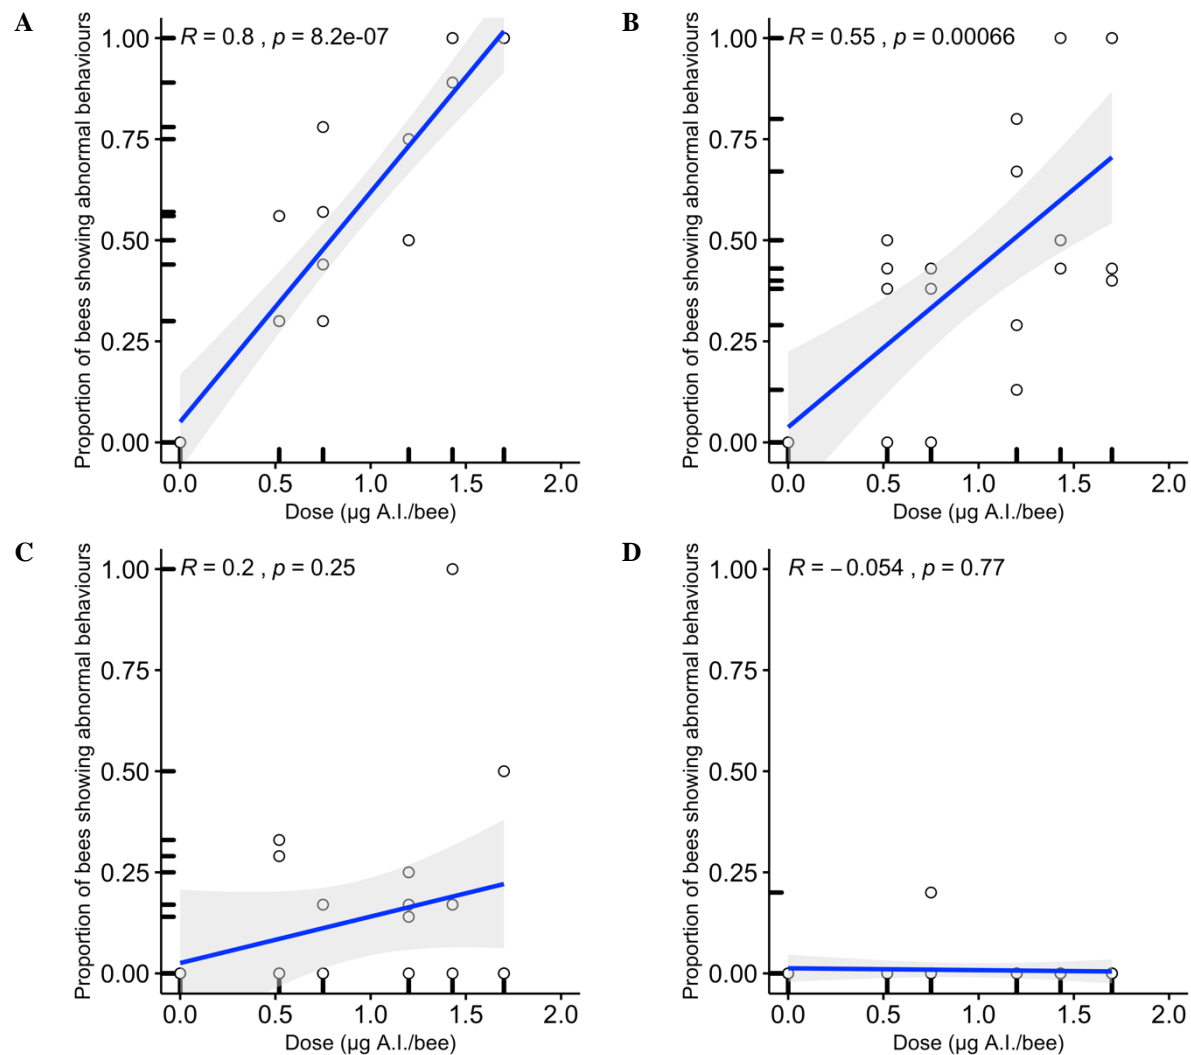 A
Proportion of bees showing abnormal behaviours
R = 0.8 , p = 8.2e-07
1.00
0.75
0.50
0.25
0.00
0.0 0.5 1.0 1.5 2.0
Dose (µg A.I./bee)
B
Proportion of bees showing abnormal behaviours
R = 0.55 , p = 0.00066
1.00
0.75
0.50
0.25
0.00
0.0 0.5 1.0 1.5 2.0
Dose (µg A.I./bee)
C
Proportion of bees showing abnormal behaviours
R = 0.2 , p = 0.25
1.00
0.75
0.50
0.25
0.00
0.0 0.5 1.0 1.5 2.0
Dose (µg A.I./bee)
D
Proportion of bees showing abnormal behaviours
R = − 0.054 , p = 0.77
1.00
0.75
0.50
0.25
0.00
0.0 0.5 1.0 1.5 2.0
Dose (µg A.I./bee)